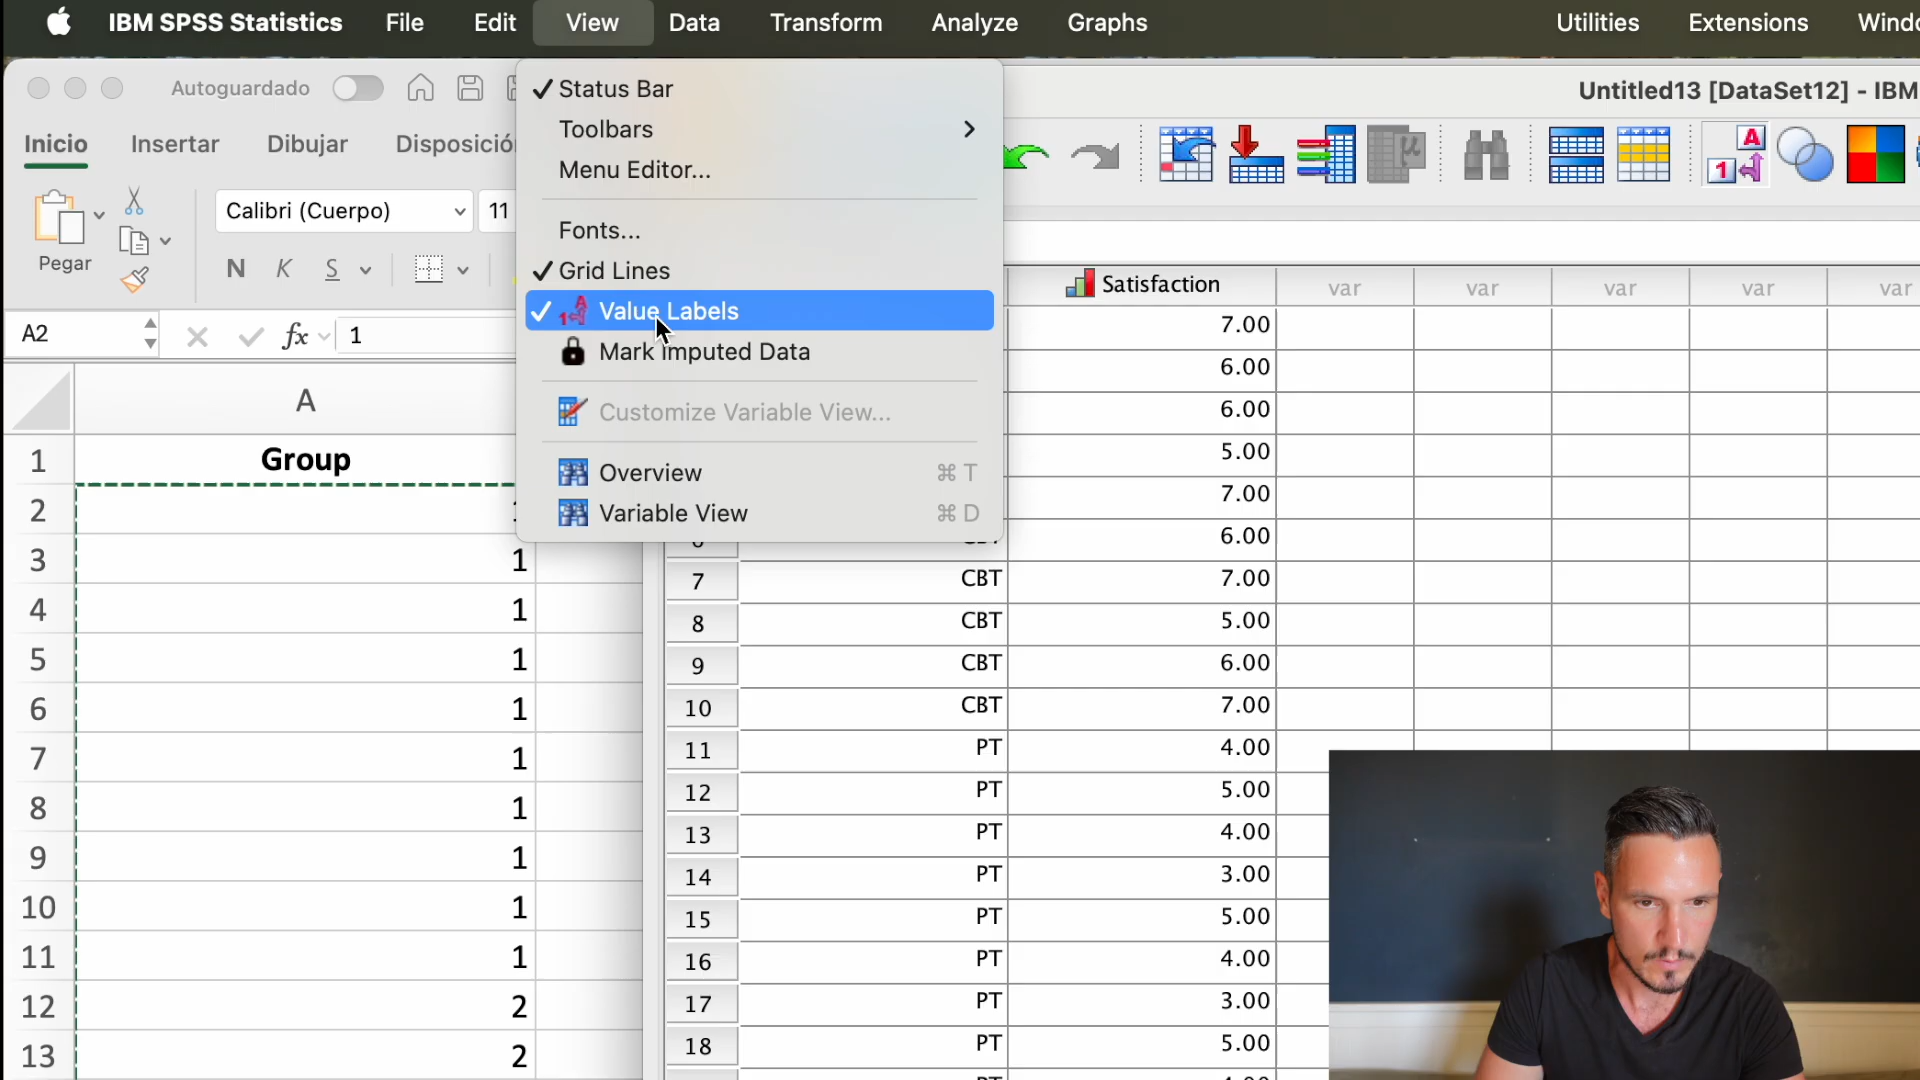 IBM SPSS Statistics File Edit View Data Transform Analyze Graphs Utilities Extensions
Autoguardado
Untitled13 [DataSet12] - IBM
Inicio Insertar Dibujar
Pegar
Calibri (Cuerpo) 11
N K S
A2 fx 1
Status Bar
Toolbars
Menu Editor...
Fonts...
Grid Lines
Value Labels
Mark Imputed Data
Customize Variable View...
Overview ⌘ T
Variable View ⌘ D
A
1 Group
2
3 1
4 1
5 1
6 1
7 1
8 1
9 1
10 1
11 1
12 2
13 2
Satisfaction var var var var var
7.00
6.00
6.00
5.00
7.00
6.00
7 CBT 7.00
8 CBT 5.00
9 CBT 6.00
10 CBT 7.00
11 PT 4.00
12 PT 5.00
13 PT 4.00
14 PT 3.00
15 PT 5.00
16 PT 4.00
17 PT 3.00
18 PT 5.00